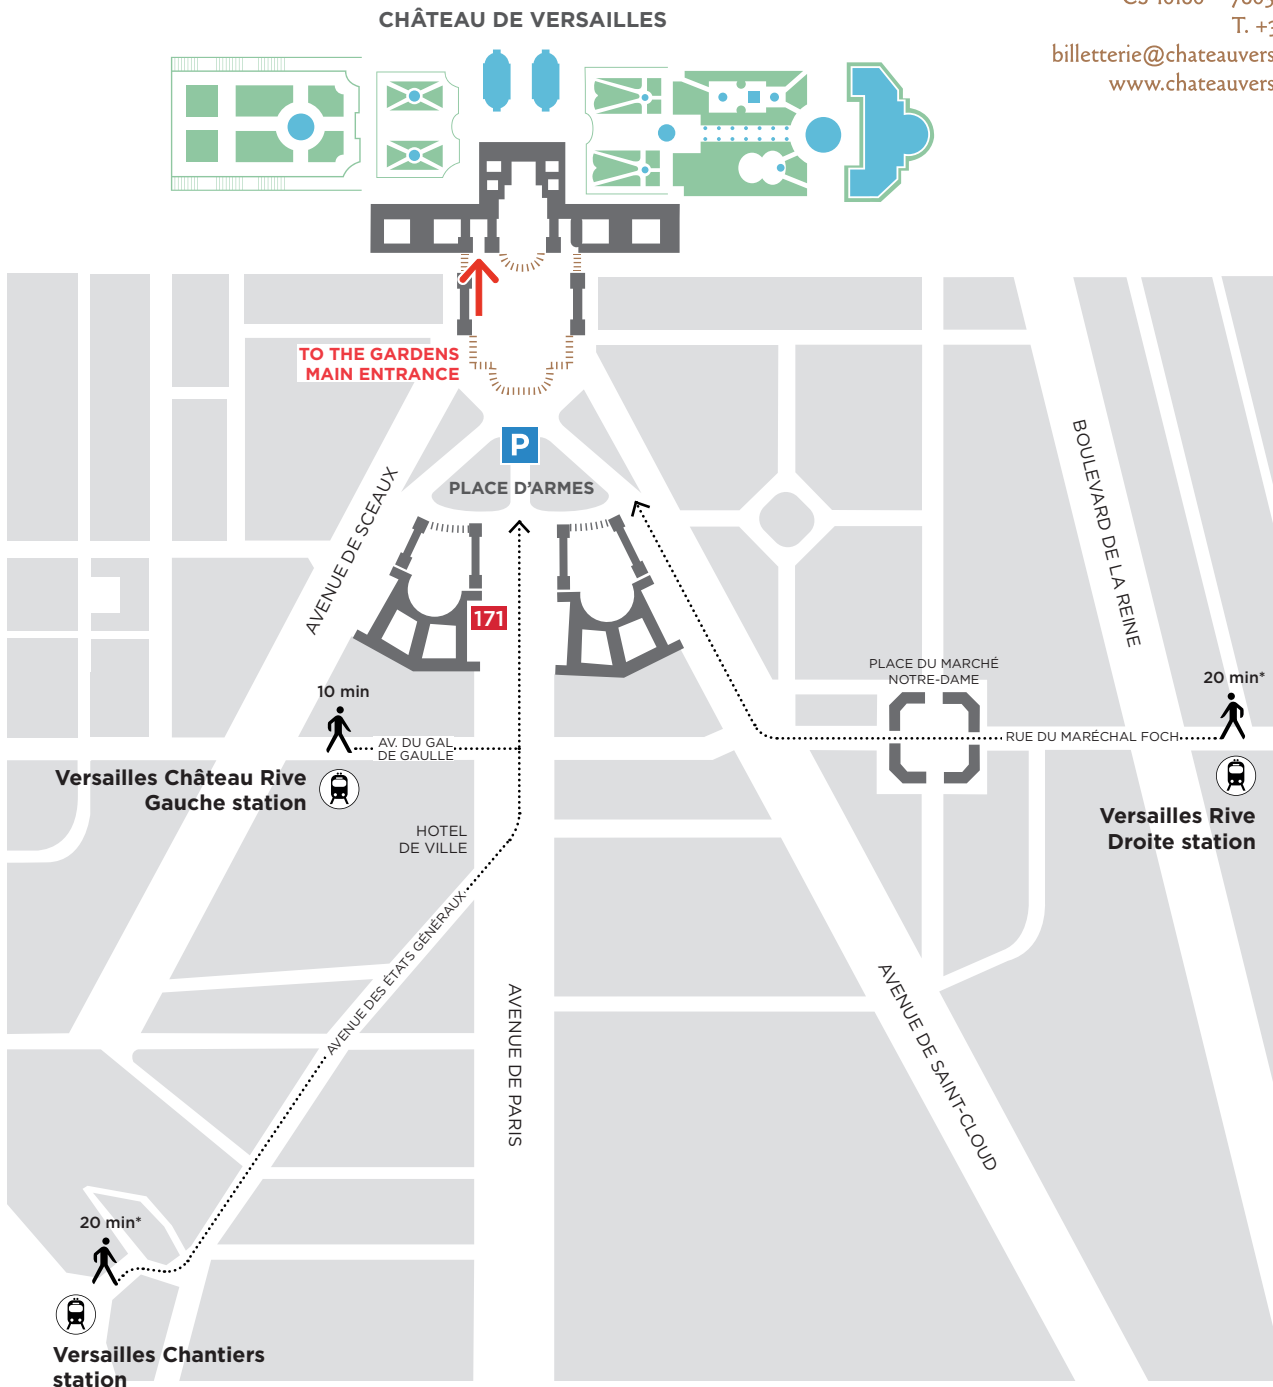 CHÂTEAU DE VERSAILLES
T. +3
billetterie@chateauvers
www.chateauvers
TO THE GARDENS
MAIN ENTRANCE
P
PLACE D'ARMES
AVENUE DE SCEAUX
BOULEVARD DE LA REINE
171
PLACE DU MARCHÉ
NOTRE-DAME
10 min
20 min*
AV. DU GAL
DE GAULLE
RUE DU MARÉCHAL FOCH
Versailles Château Rive
Gauche station
Versailles Rive
Droite station
HOTEL
DE VILLE
AVENUE DES ÉTATS GÉNÉRAUX
AVENUE DE PARIS
AVENUE DE SAINT-CLOUD
20 min*
Versailles Chantiers
station